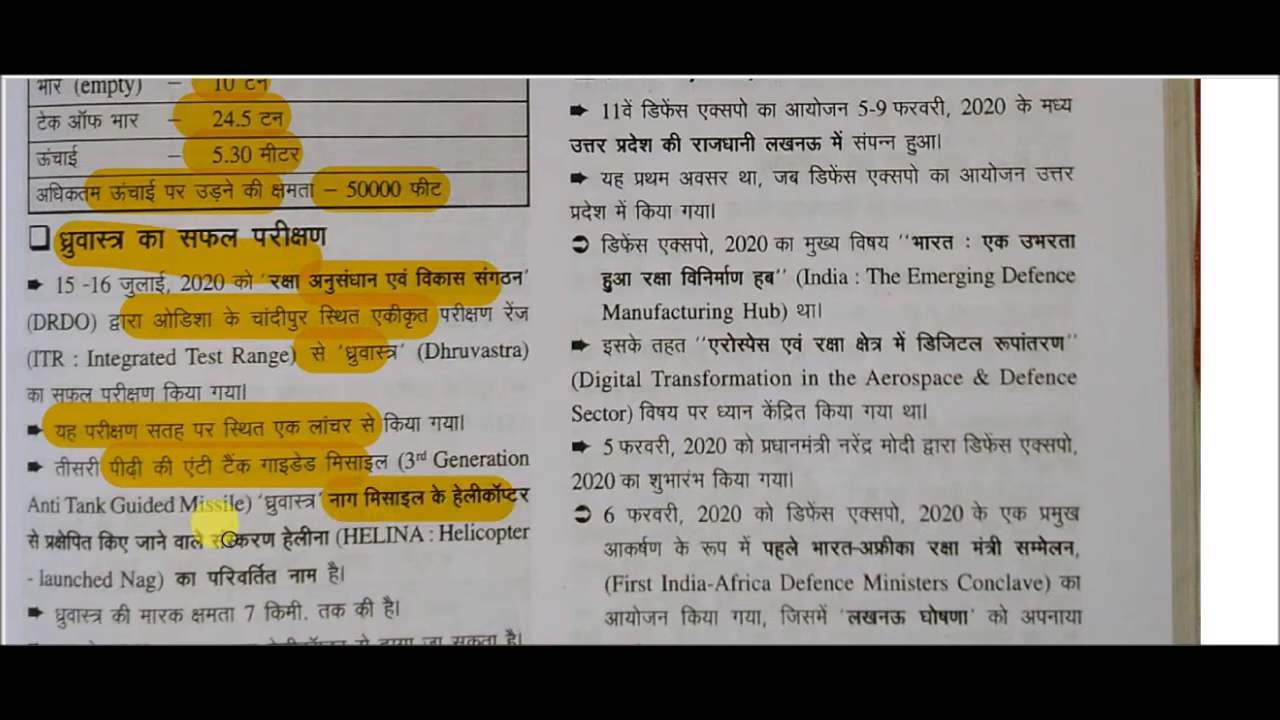 भार (empty) – 10 टन
टेक ऑफ भार – 24.5 टन
ऊंचाई – 5.30 मीटर
अधिकतम ऊंचाई पर उड़ने की क्षमता – 50000 फीट
❑ ध्रुवास्त्र का सफल परीक्षण
➨ 15 -16 जुलाई, 2020 को 'रक्षा अनुसंधान एवं विकास संगठन'
(DRDO) द्वारा ओडिशा के चांदीपुर स्थित एकीकृत परीक्षण रेंज
(ITR : Integrated Test Range) से 'ध्रुवास्त्र' (Dhruvastra)
का सफल परीक्षण किया गया।
➨ यह परीक्षण सतह पर स्थित एक लांचर से किया गया।
➨ तीसरी पीढ़ी की एंटी टैंक गाइडेड मिसाइल (3rd Generation
Anti Tank Guided Missile) 'ध्रुवास्त्र' नाग मिसाइल के हेलीकॉप्टर
से प्रक्षेपित किए जाने वाले संस्करण हेलीना (HELINA : Helicopter
- launched Nag) का परिवर्तित नाम है।
➨ ध्रुवास्त्र की मारक क्षमता 7 किमी. तक की है।
से दागा जा सकता है।
➨ 11वें डिफेंस एक्सपो का आयोजन 5-9 फरवरी, 2020 के मध्य
उत्तर प्रदेश की राजधानी लखनऊ में संपन्न हुआ।
➨ यह प्रथम अवसर था, जब डिफेंस एक्सपो का आयोजन उत्तर
प्रदेश में किया गया।
➲ डिफेंस एक्सपो, 2020 का मुख्य विषय "भारत : एक उभरता
हुआ रक्षा विनिर्माण हब" (India : The Emerging Defence
Manufacturing Hub) था।
➨ इसके तहत "एरोस्पेस एवं रक्षा क्षेत्र में डिजिटल रूपांतरण"
(Digital Transformation in the Aerospace & Defence
Sector) विषय पर ध्यान केंद्रित किया गया था।
➨ 5 फरवरी, 2020 को प्रधानमंत्री नरेंद्र मोदी द्वारा डिफेंस एक्सपो,
2020 का शुभारंभ किया गया।
➲ 6 फरवरी, 2020 को डिफेंस एक्सपो, 2020 के एक प्रमुख
आकर्षण के रूप में पहले भारत-अफ्रीका रक्षा मंत्री सम्मेलन,
(First India-Africa Defence Ministers Conclave) का
आयोजन किया गया, जिसमें 'लखनऊ घोषणा' को अपनाया